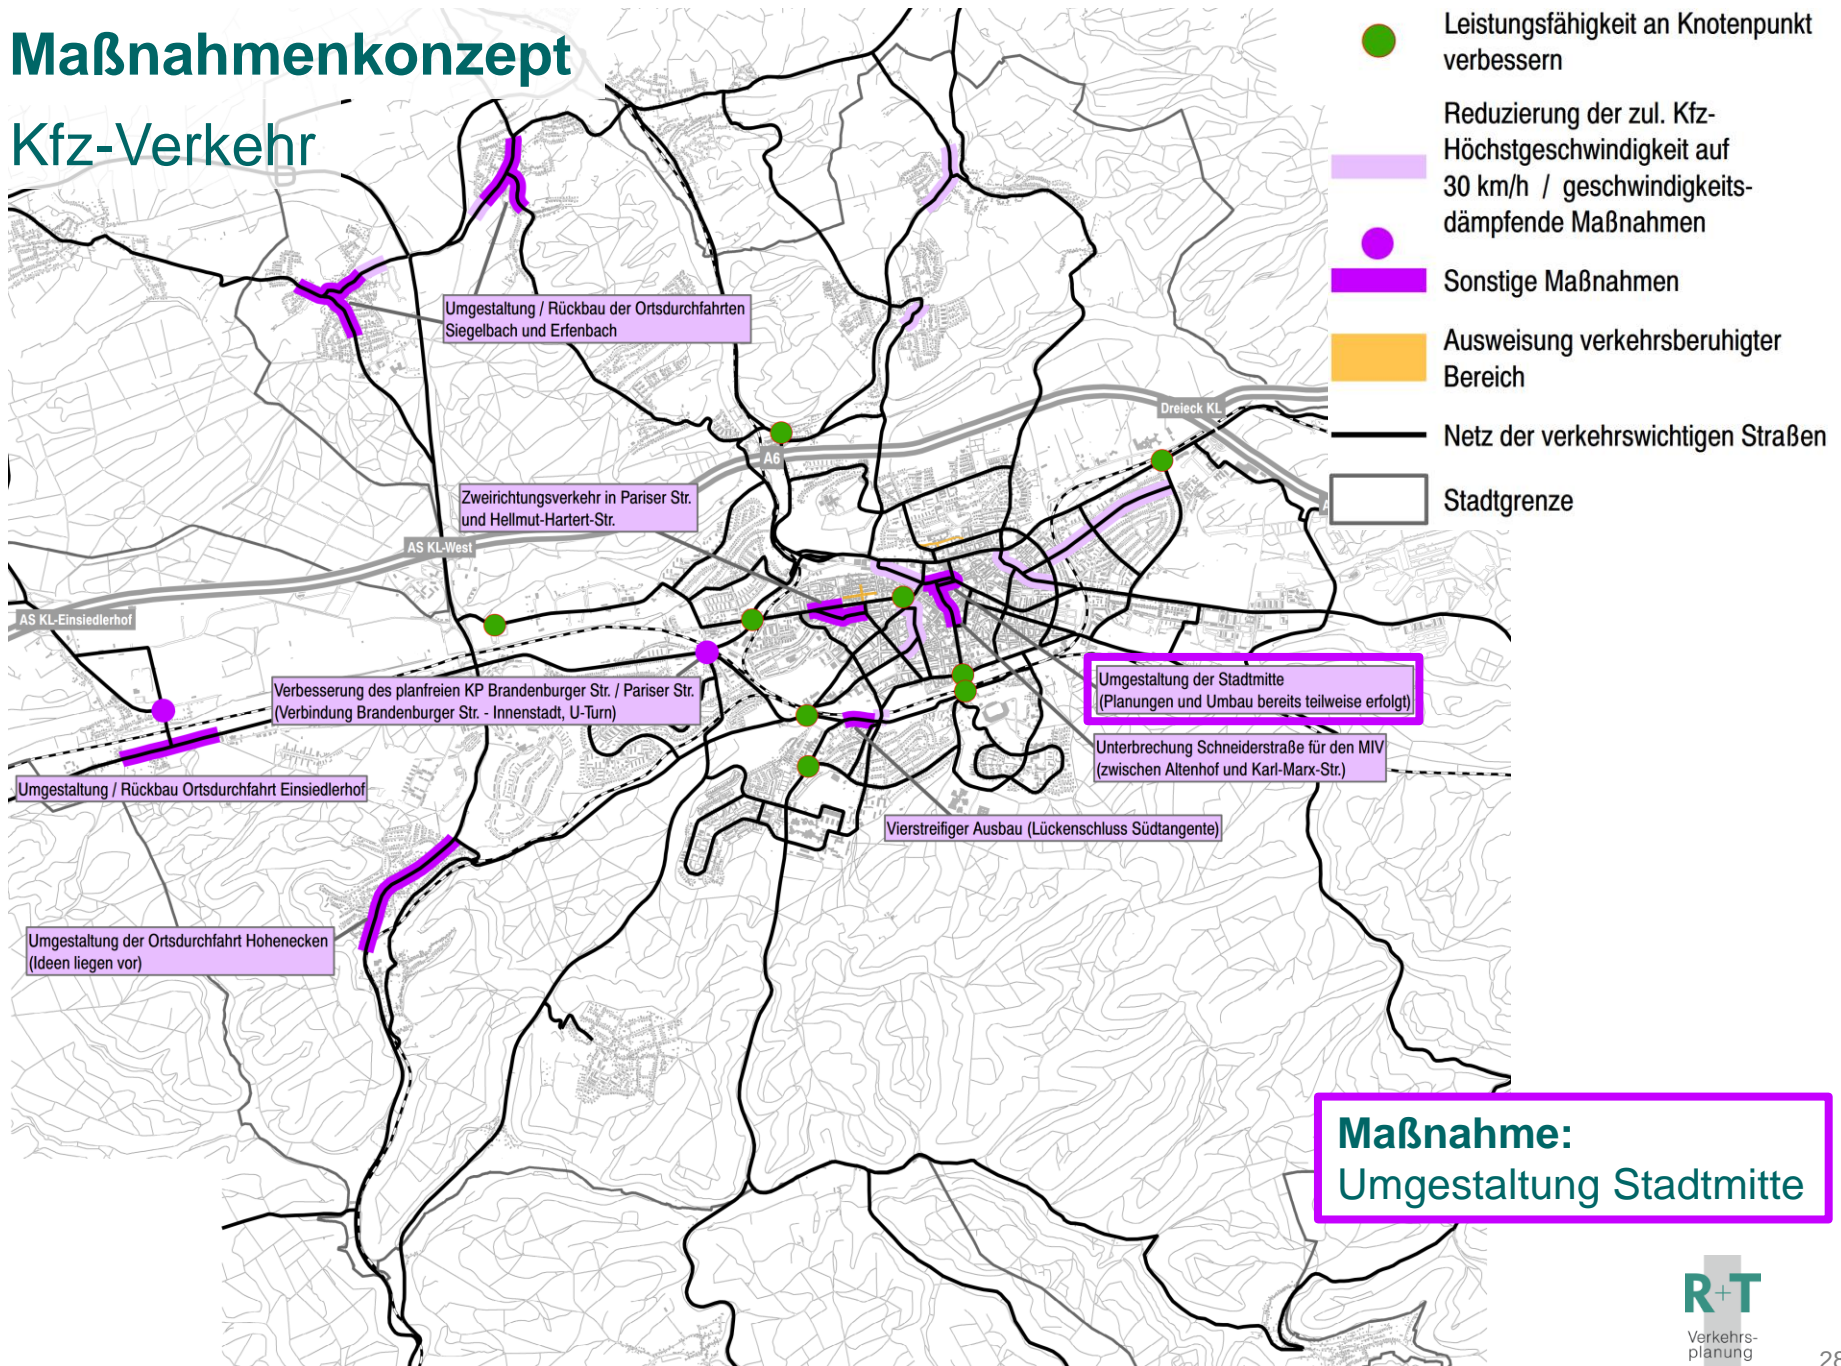 Maßnahmenkonzept
Kfz-Verkehr
Leistungsfähigkeit an Knotenpunkt
verbessern
Reduzierung der zul. Kfz-
Höchstgeschwindigkeit auf
30 km/h / geschwindigkeits-
dämpfende Maßnahmen
Sonstige Maßnahmen
Ausweisung verkehrsberuhigter
Bereich
Netz der verkehrswichtigen Straßen
Stadtgrenze
Umgestaltung / Rückbau der Ortsdurchfahrten
Siegelbach und Erfenbach
Dreieck KL
A6
Zweirichtungsverkehr in Pariser Str.
und Hellmut-Hartert-Str.
AS KL-West
AS KL-Einsiedlerhof
Verbesserung des planfreien KP Brandenburger Str. / Pariser Str.
(Verbindung Brandenburger Str. - Innenstadt, U-Turn)
Umgestaltung der Stadtmitte
(Planungen und Umbau bereits teilweise erfolgt)
Unterbrechung Schneiderstraße für den MIV
(zwischen Altenhof und Karl-Marx-Str.)
Umgestaltung / Rückbau Ortsdurchfahrt Einsiedlerhof
Vierstreifiger Ausbau (Lückenschluss Südtangente)
Umgestaltung der Ortsdurchfahrt Hohenecken
(Ideen liegen vor)
Maßnahme:
Umgestaltung Stadtmitte
R+T
Verkehrs-
planung
28